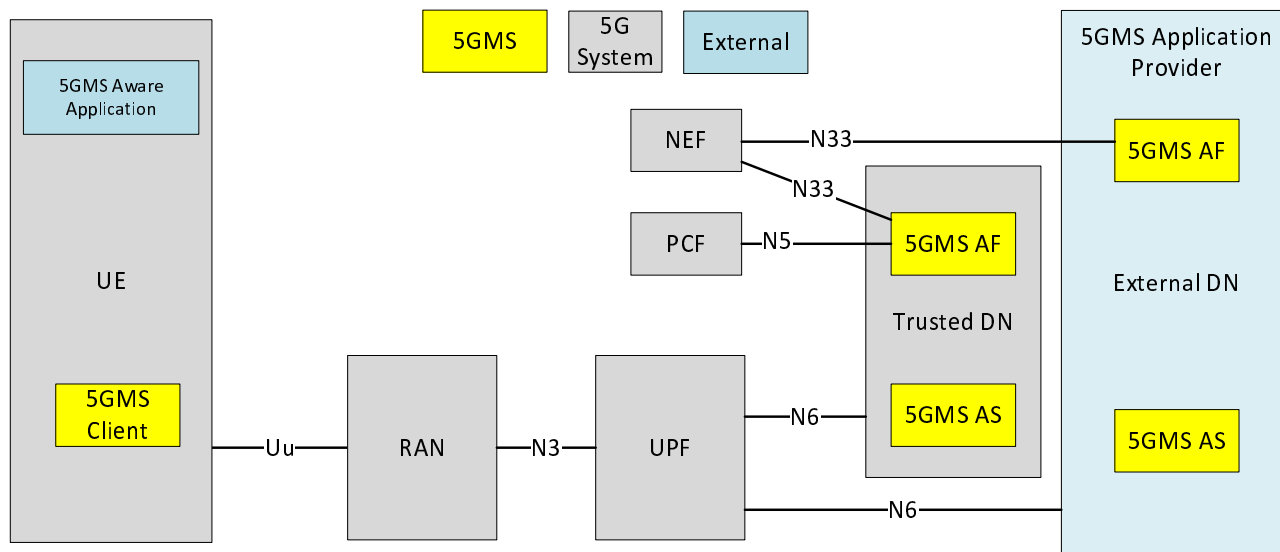 5GMS
5G
System
External
5GMS Application
Provider
5GMS Aware
Application
NEF
N33
5GMS AF
N33
PCF
N5
5GMS AF
UE
External DN
Trusted DN
5GMS
Client
5GMS AS
N6
5GMS AS
Uu
RAN
N3
UPF
N6